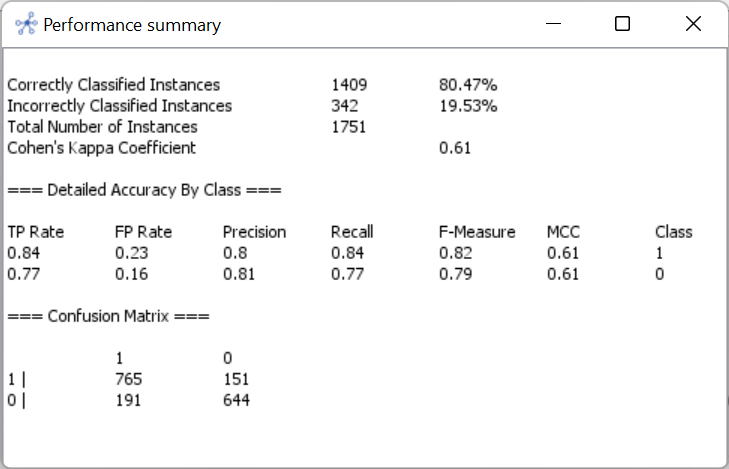 Performance summary
Correctly Classified Instances 1409 80.47%
Incorrectly Classified Instances 342 19.53%
Total Number of Instances 1751
Cohen's Kappa Coefficient 0.61
=== Detailed Accuracy By Class ===
TP Rate FP Rate Precision Recall F-Measure MCC Class
0.84 0.23 0.8 0.84 0.82 0.61 1
0.77 0.16 0.81 0.77 0.79 0.61 0
=== Confusion Matrix ===
1 0
1 | 765 151
0 | 191 644